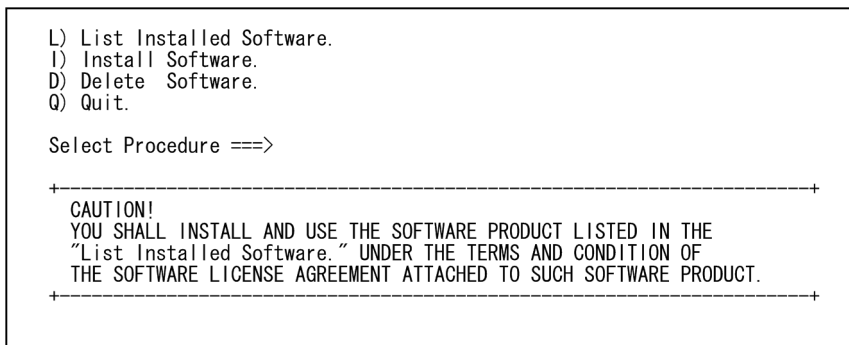 L) List Installed Software.
I) Install Software.
D) Delete  Software.
Q) Quit.
Select Procedure ===>
+----------------------------------------------------------------------+
CAUTION!
YOU SHALL INSTALL AND USE THE SOFTWARE PRODUCT LISTED IN THE
"List Installed Software." UNDER THE TERMS AND CONDITION OF
THE SOFTWARE LICENSE AGREEMENT ATTACHED TO SUCH SOFTWARE PRODUCT.
+----------------------------------------------------------------------+